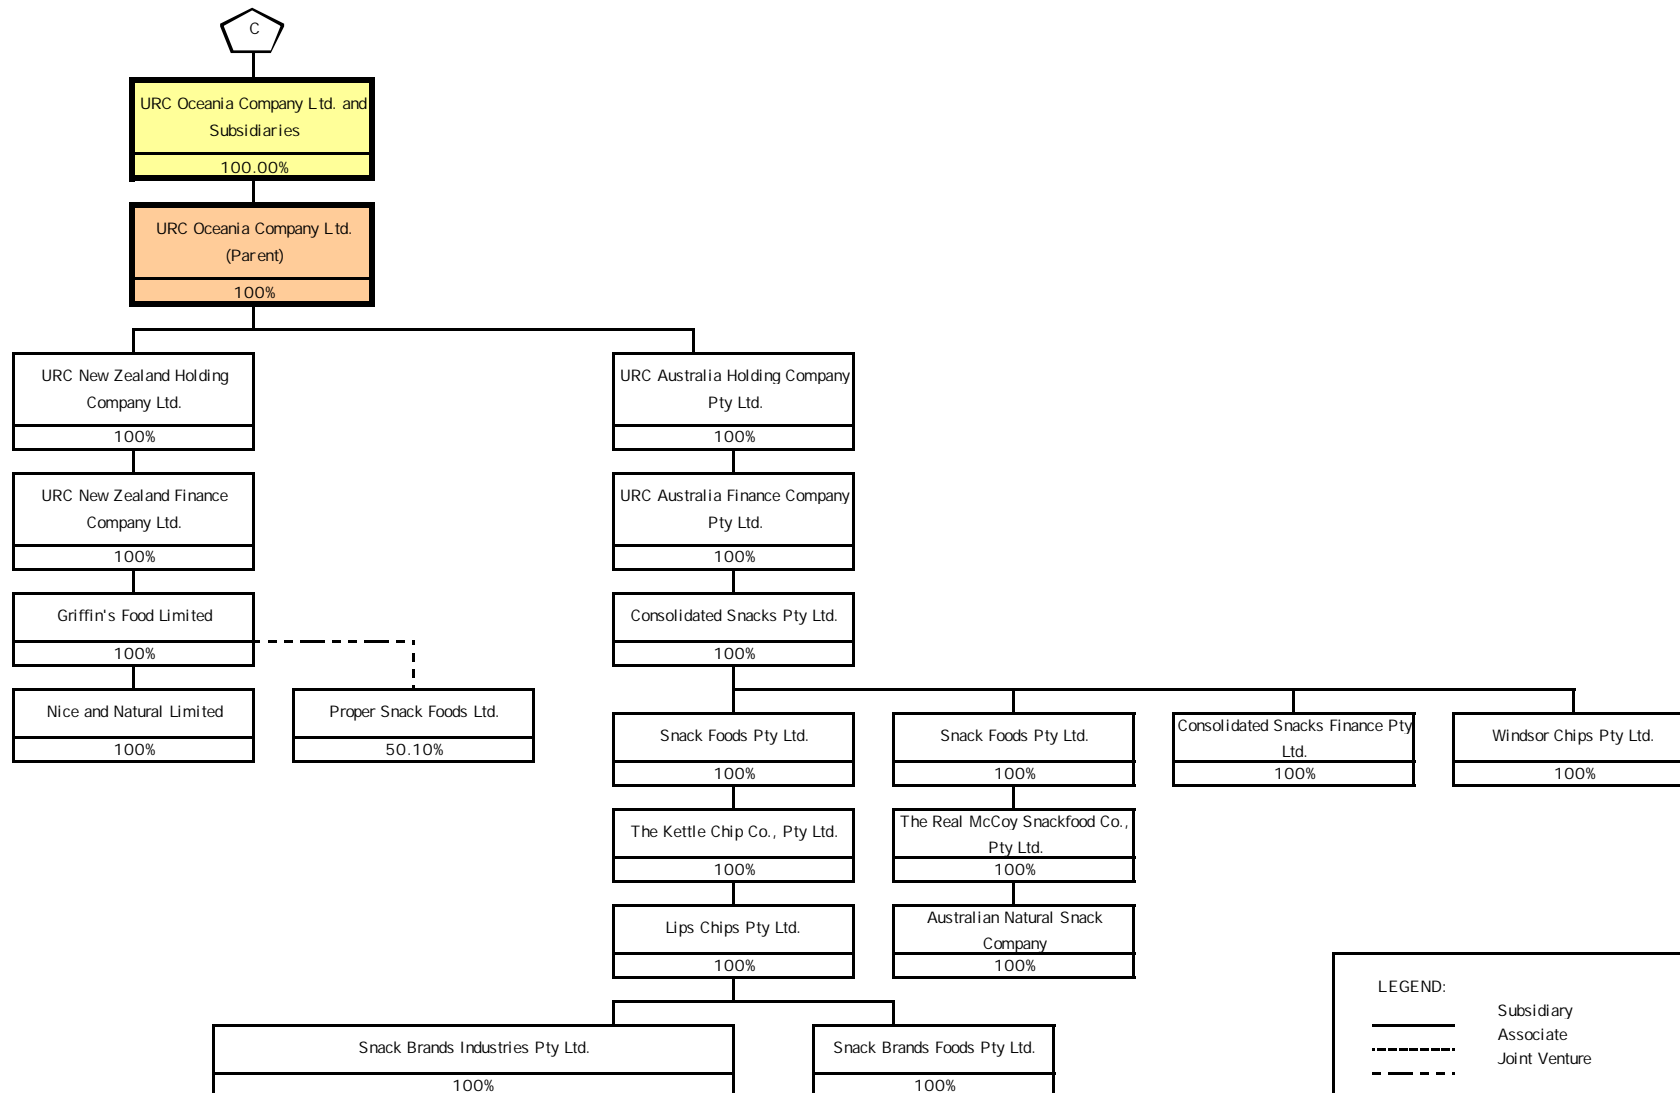 C
URC Oceania Company Ltd. and
Subsidiaries
100.00%
URC Oceania Company Ltd.
(Parent)
100%
URC New Zealand Holding
Company Ltd.
100%
URC Australia Holding Company
Pty Ltd.
100%
URC New Zealand Finance
Company Ltd.
100%
URC Australia Finance Company
Pty Ltd.
100%
Griffin's Food Limited
100%
Consolidated Snacks Pty Ltd.
100%
Nice and Natural Limited
100%
Proper Snack Foods Ltd.
50.10%
Snack Foods Pty Ltd.
100%
Snack Foods Pty Ltd.
100%
Consolidated Snacks Finance Pty
Ltd.
100%
Windsor Chips Pty Ltd.
100%
The Kettle Chip Co., Pty Ltd.
100%
The Real McCoy Snackfood Co.,
Pty Ltd.
100%
Lips Chips Pty Ltd.
100%
Australian Natural Snack
Company
100%
Snack Brands Industries Pty Ltd.
100%
Snack Brands Foods Pty Ltd.
100%
LEGEND:
Subsidiary
Associate
Joint Venture